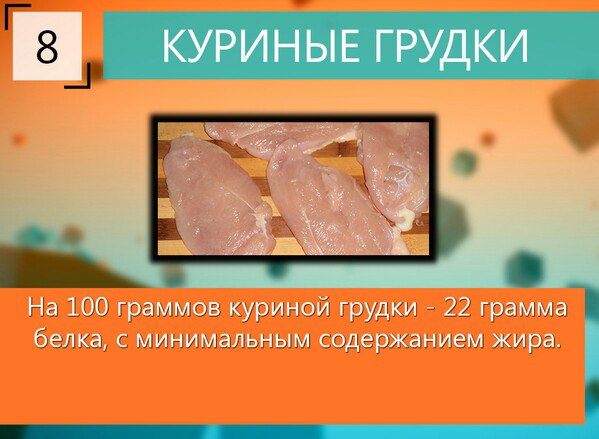 8
КУРИНЫЕ ГРУДКИ
На 100 граммов куриной грудки - 22 грамма
белка, с минимальным содержанием жира.